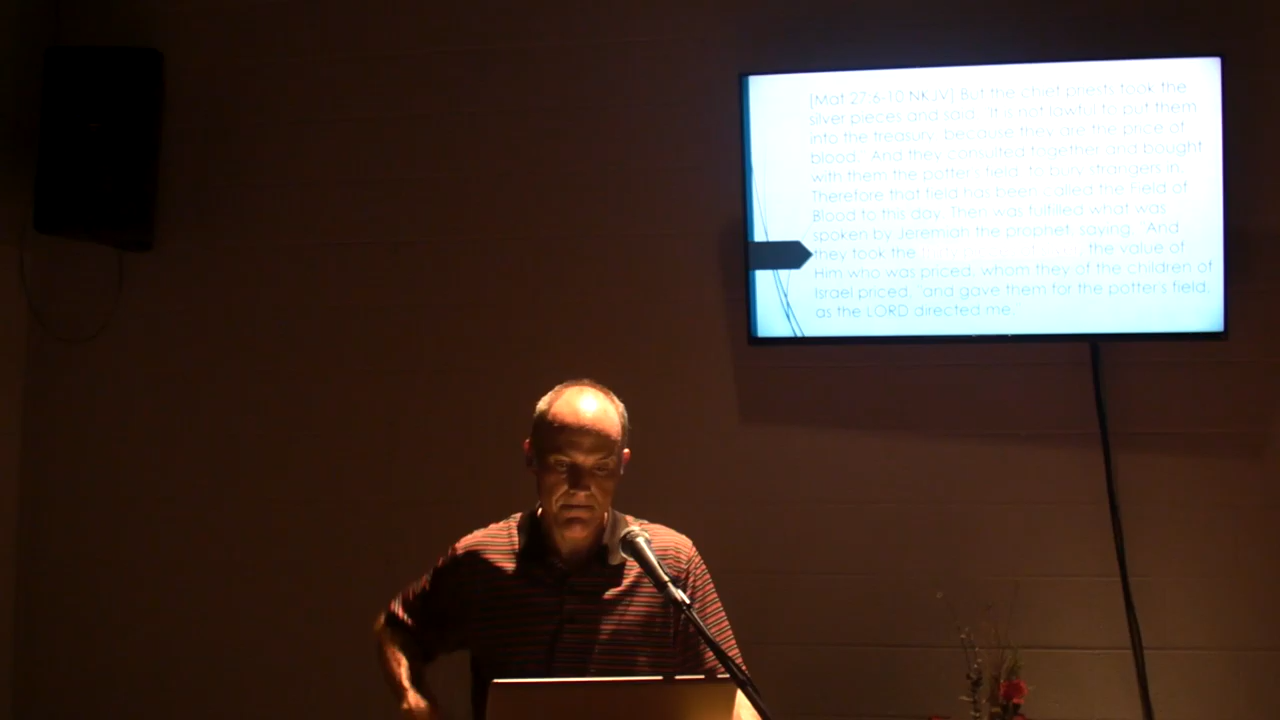 [Mat 27:6-10 NKJV] But the chief priests took the
silver pieces and said, "It is not lawful to put them
into the treasury, because they are the price of
blood." And they consulted together and bought
with them the potter's field, to bury strangers in.
Therefore that field has been called the Field of
Blood to this day. Then was fulfilled what was
spoken by Jeremiah the prophet, saying, "And
they took the the value of
Him who was priced, whom they of the children of
Israel priced, "and gave them for the potter's field,
as the LORD directed me.